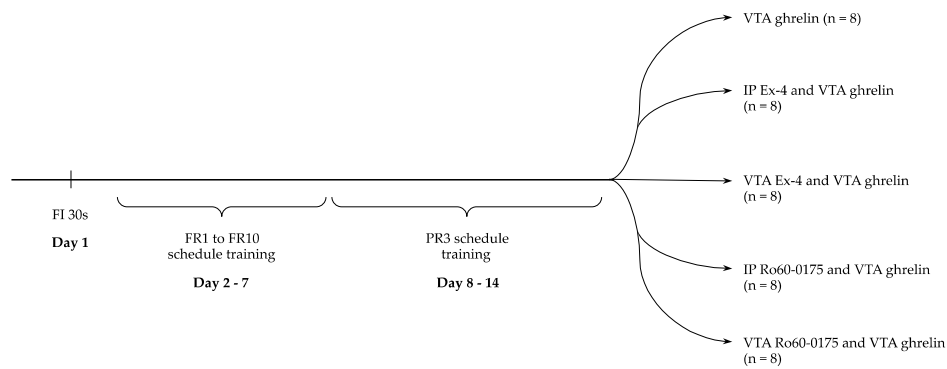 VTA ghrelin (n = 8)
IP Ex-4 and VTA ghrelin
(n = 8)
VTA Ex-4 and VTA ghrelin
(n = 8)
FI 30s
Day 1
FR1 to FR10
schedule training
Day 2 - 7
PR3 schedule
training
Day 8 - 14
IP Ro60-0175 and VTA ghrelin
(n = 8)
VTA Ro60-0175 and VTA ghrelin
(n = 8)